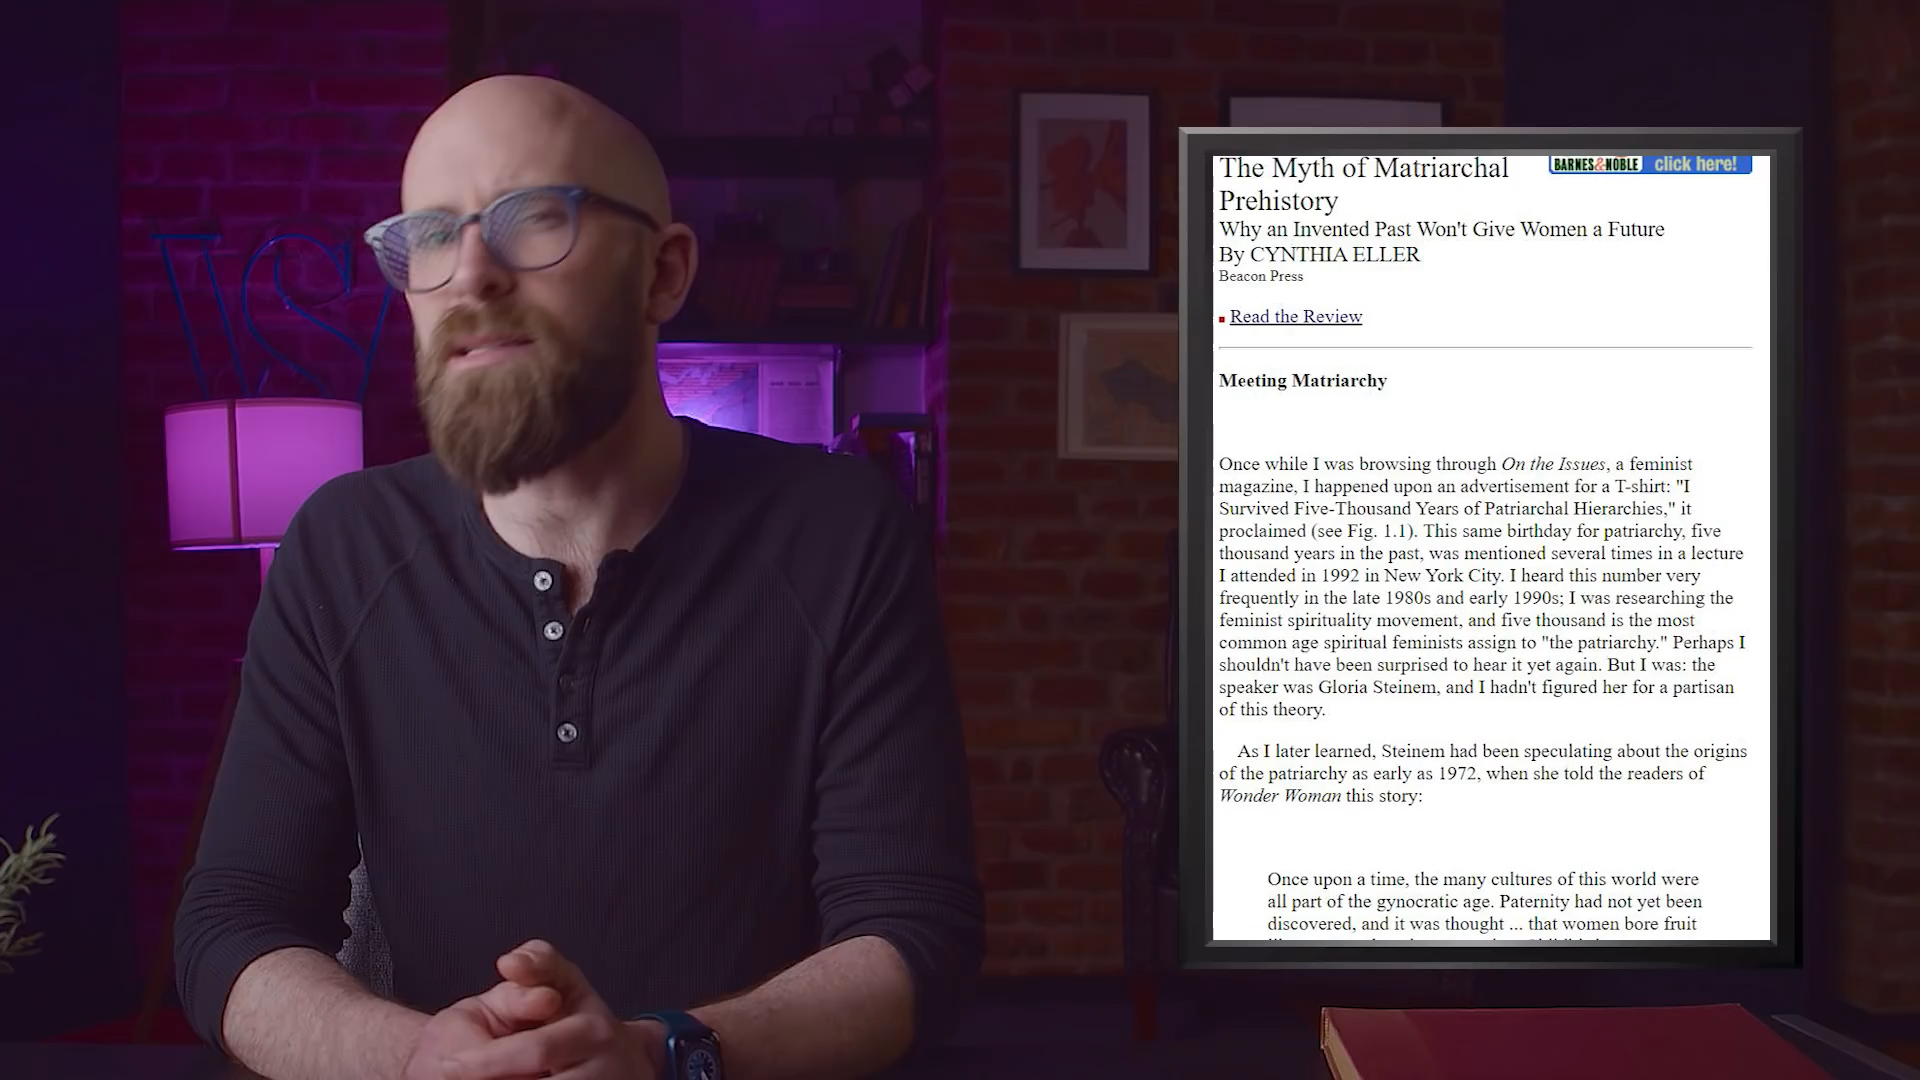 The Myth of Matriarchal
Prehistory
BARNES&NOBLE click here!
Why an Invented Past Won't Give Women a Future
By CYNTHIA ELLER
Beacon Press
Read the Review
Meeting Matriarchy
Once while I was browsing through On the Issues, a feminist
magazine, I happened upon an advertisement for a T-shirt: "I
Survived Five-Thousand Years of Patriarchal Hierarchies," it
proclaimed (see Fig. 1.1). This same birthday for patriarchy, five
thousand years in the past, was mentioned several times in a lecture
I attended in 1992 in New York City. I heard this number very
frequently in the late 1980s and early 1990s; I was researching the
feminist spirituality movement, and five thousand is the most
common age spiritual feminists assign to "the patriarchy." Perhaps I
shouldn't have been surprised to hear it yet again. But I was: the
speaker was Gloria Steinem, and I hadn't figured her for a partisan
of this theory.
As I later learned, Steinem had been speculating about the origins
of the patriarchy as early as 1972, when she told the readers of
Wonder Woman this story:
Once upon a time, the many cultures of this world were
all part of the gynocratic age. Paternity had not yet been
discovered, and it was thought ... that women bore fruit